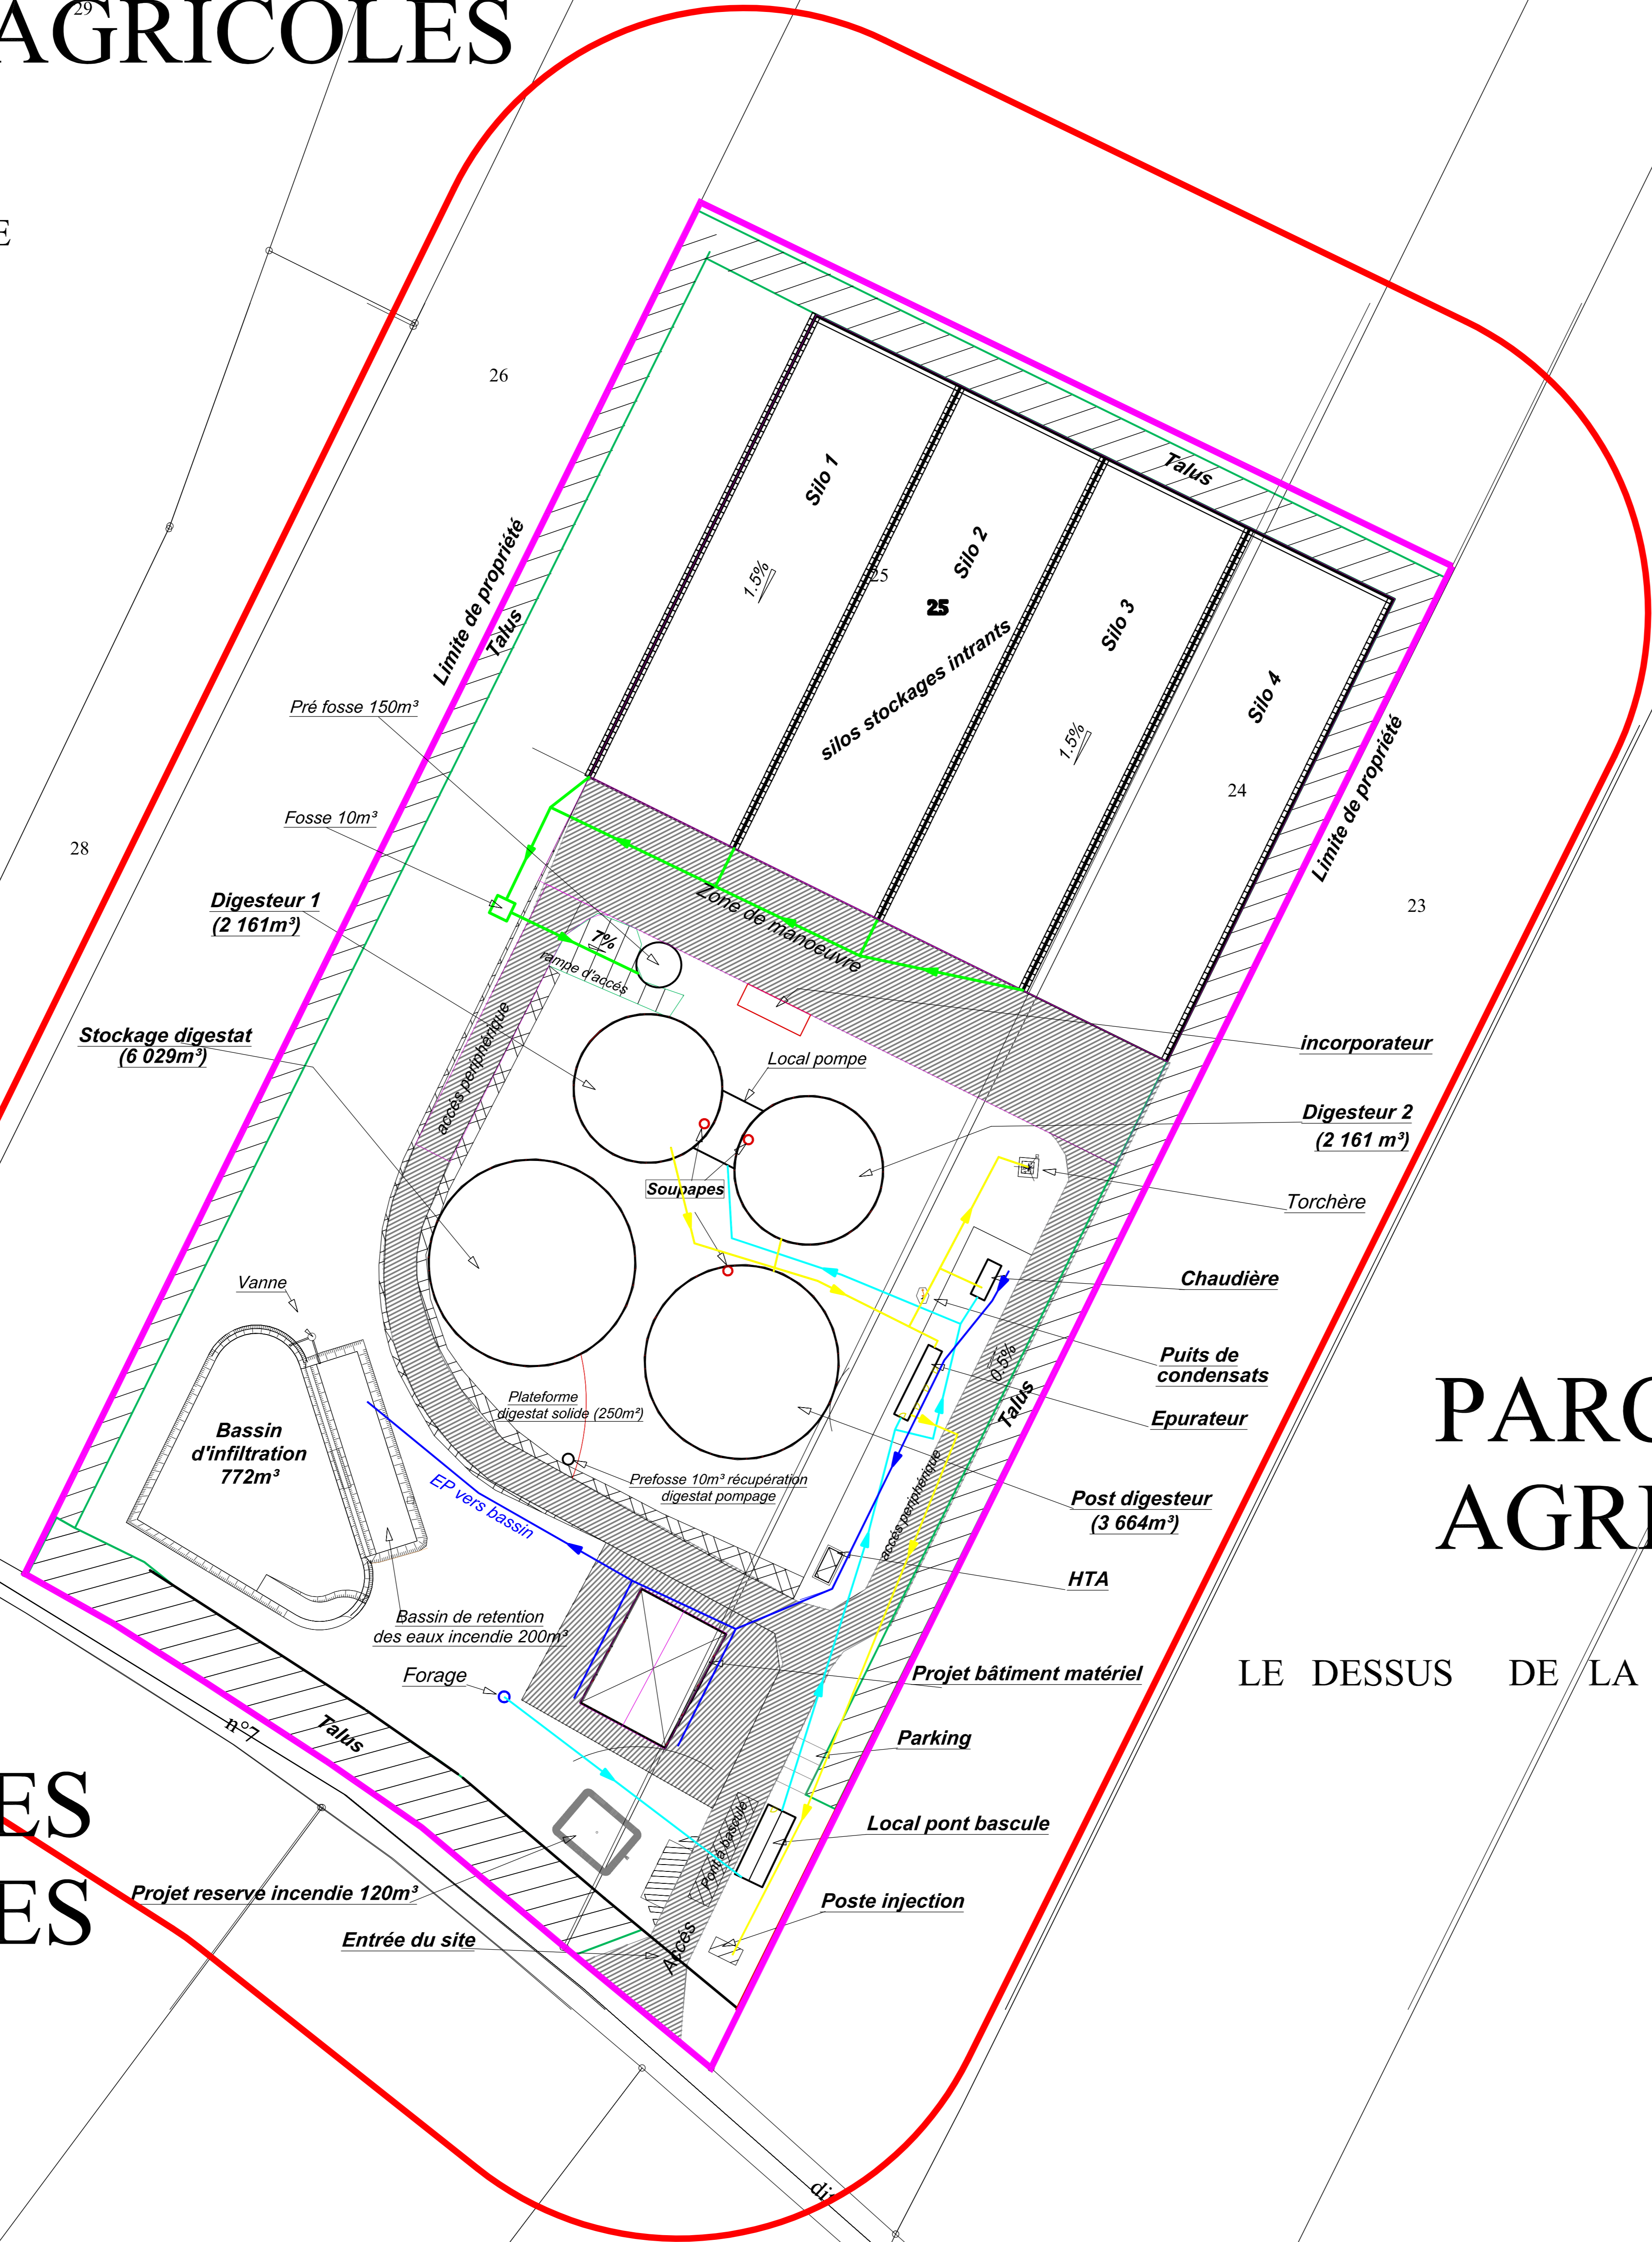 29
AGRICOLES
E
26
Talus
Silo 1
Silo 2
1.5%
25
25
Silo 3
Limite de propriété
Talus
silos stockages intrants
Silo 4
Pré fosse 150m³
1.5%
Limite de propriété
24
Fosse 10m³
28
Digesteur 1
(2 161m³)
Zone de manoeuvre
23
7%
rampe d'accés
Stockage digestat
(6 029m³)
accés periphérique
incorporateur
Local pompe
Digesteur 2
(2 161 m³)
Soupapes
Torchère
Vanne
Chaudière
Puits de
condensats
0.5%
Talus
Plateforme
digestat solide (250m²)
Epurateur
PARC
Bassin
d'infiltration
772m³
Prefosse 10m³ récupération
digestat pompage
EP vers bassin
Post digesteur
(3 664m³)
AGRI
accés periphérique
HTA
Bassin de retention
des eaux incendie 200m³
Forage
Projet bâtiment matériel
LE DESSUS DE LA
n°7
Talus
Parking
ES
Local pont bascule
Pont à bascule
Projet reserve incendie 120m³
Poste injection
ES
Entrée du site
Accés